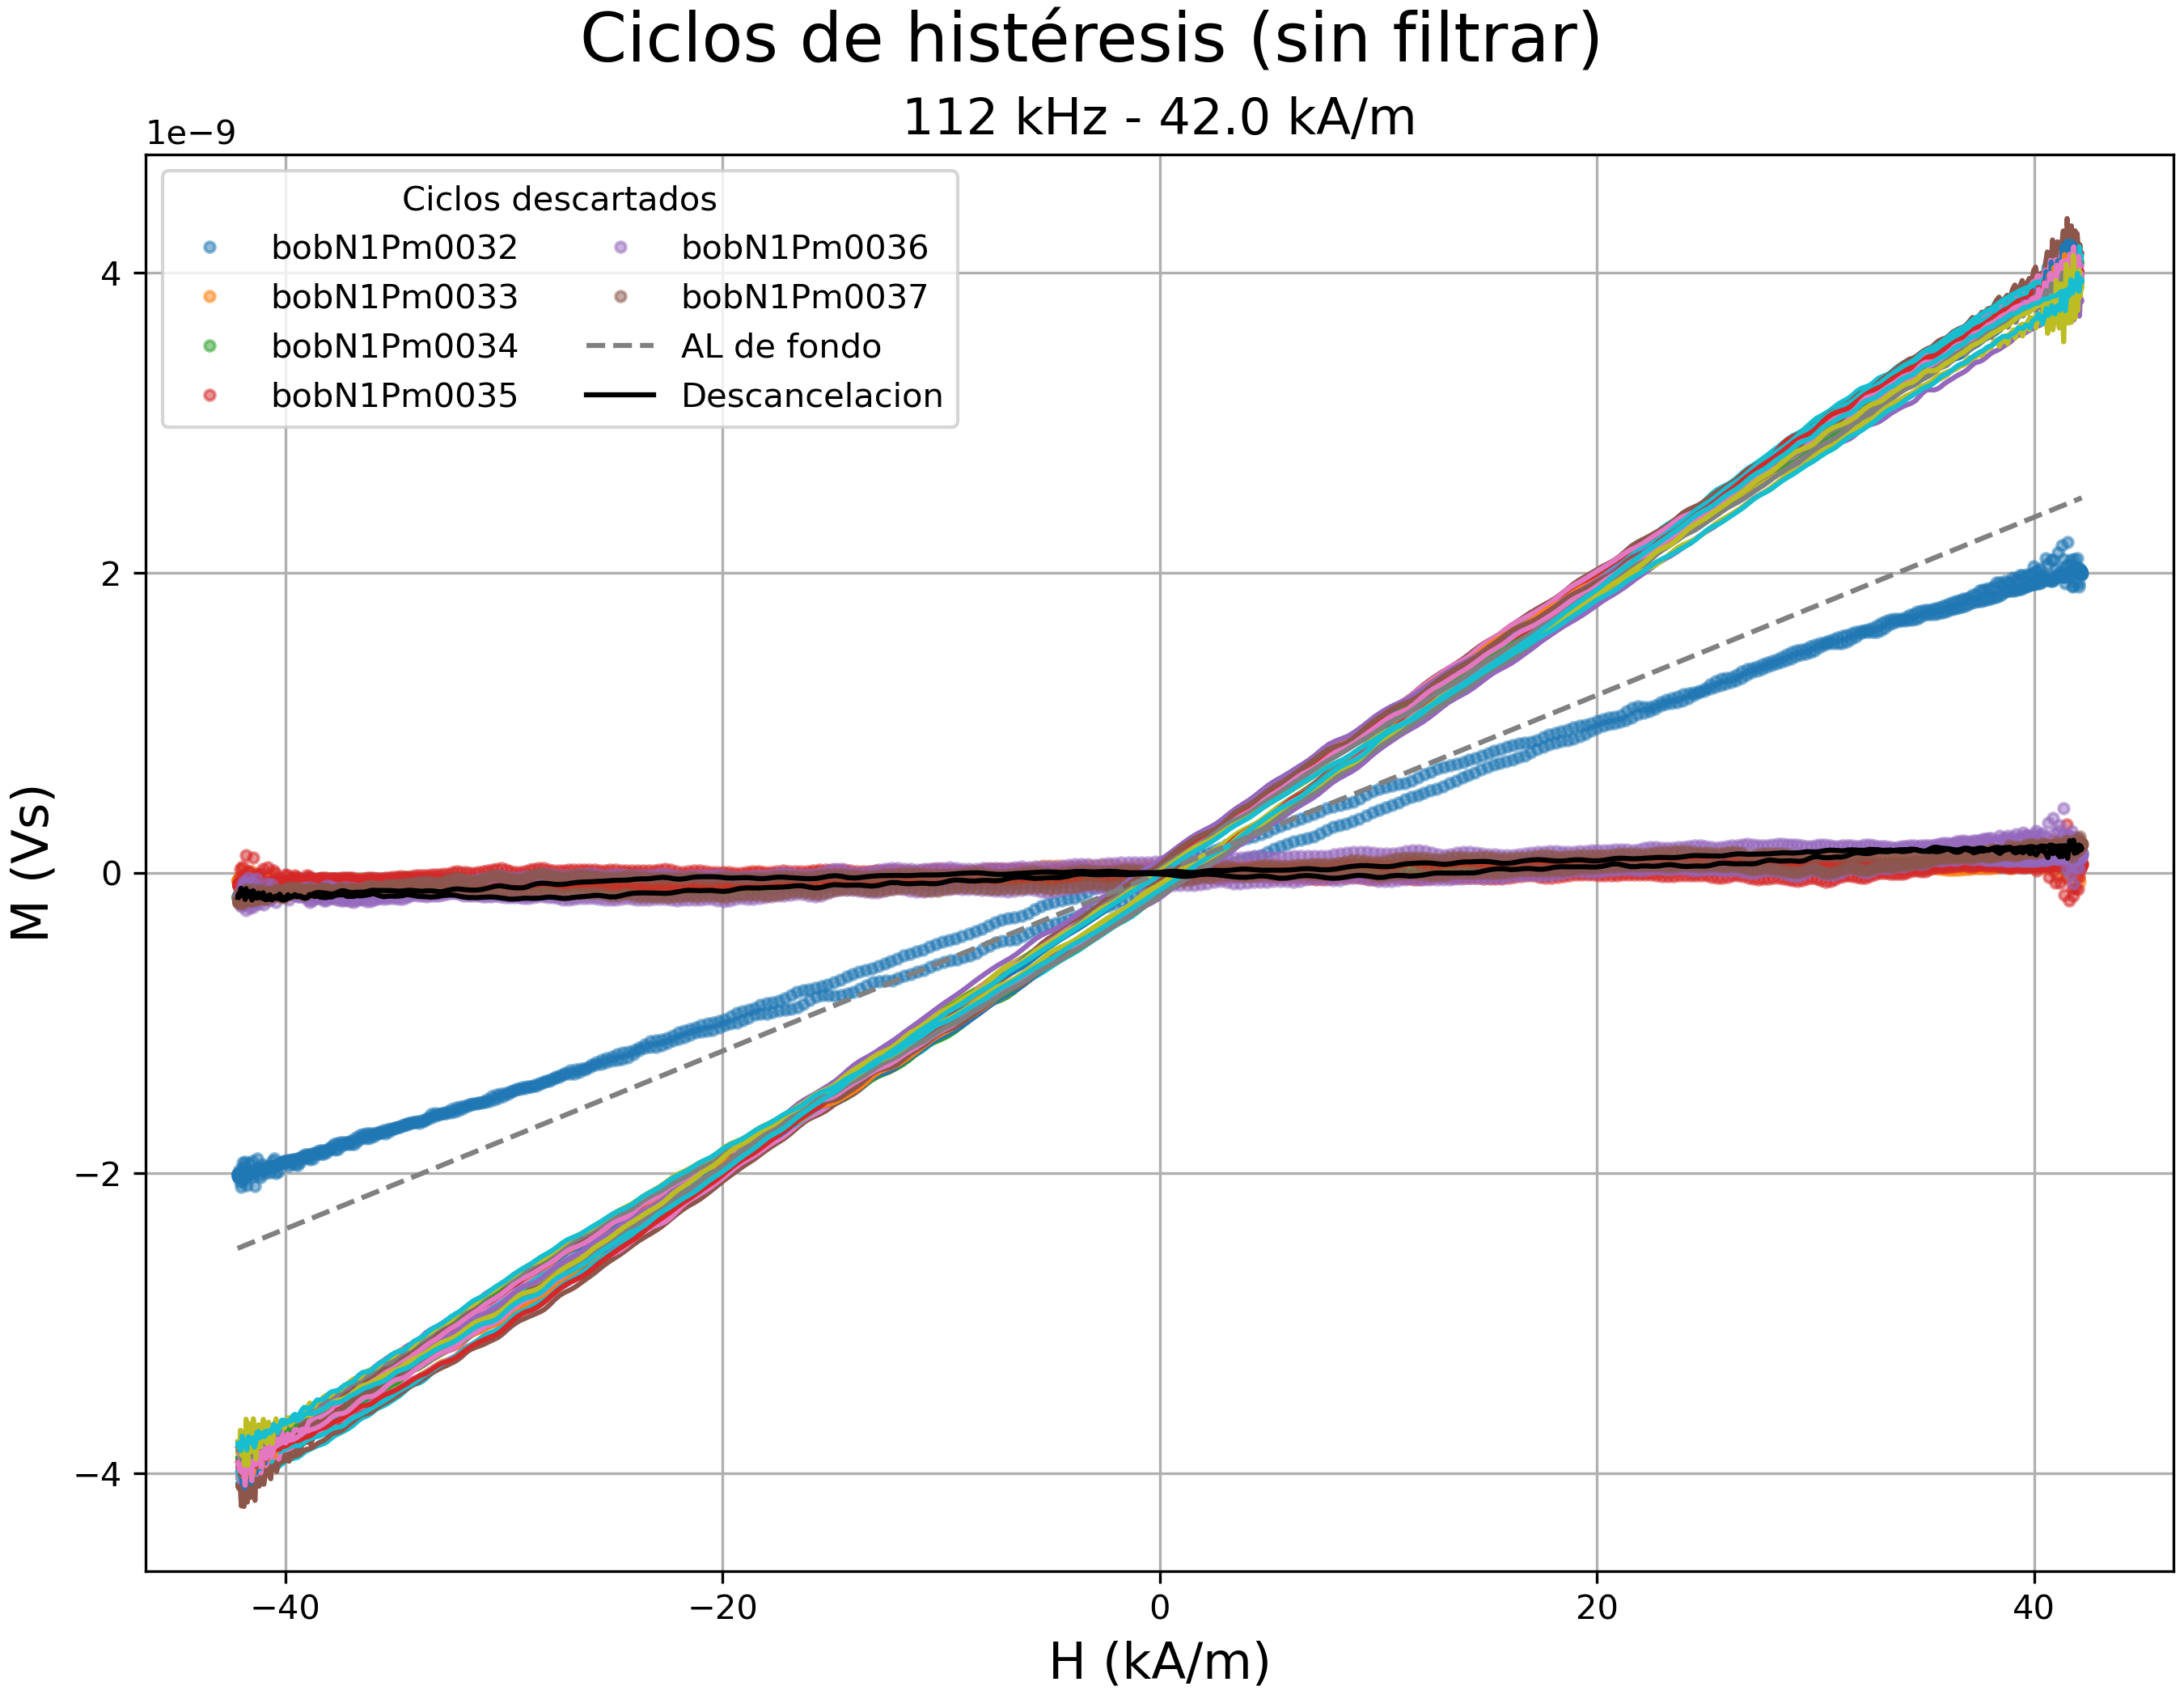 Ciclos de histéresis (sin filtrar)
112 kHz - 42.0 kA/m
1e−9
Ciclos descartados
bobN1Pm0032
bobN1Pm0033
bobN1Pm0034
bobN1Pm0035
bobN1Pm0036
bobN1Pm0037
AL de fondo
Descancelacion
4
2
0
−2
−4
M (Vs)
−40
−20
0
20
40
H (kA/m)